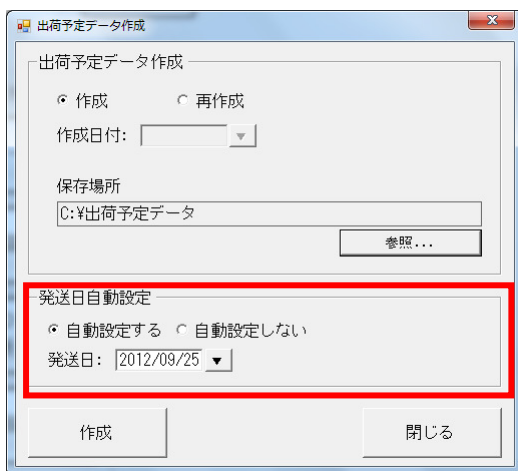 出荷予定データ作成
出荷予定データ作成
作成 再作成
作成日付:
保存場所
C:¥出荷予定データ
参照...
発送日自動設定
自動設定する 自動設定しない
発送日: 2012/09/25
作成 閉じる